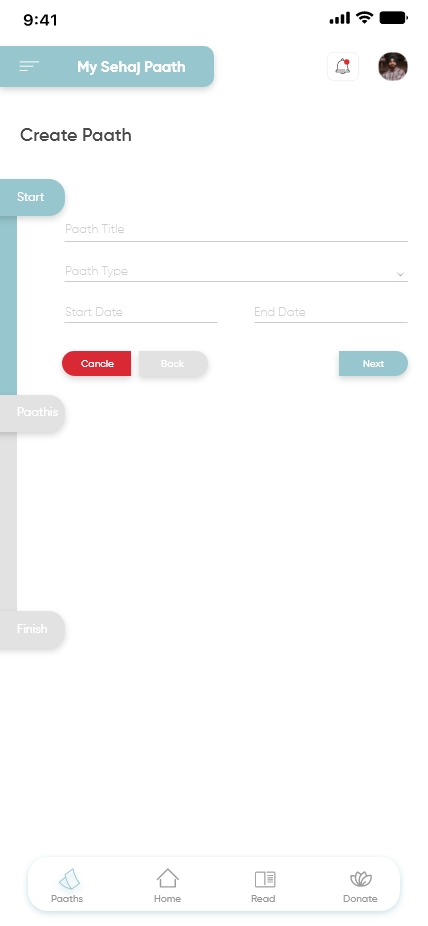 9:41
My Sehaj Paath
Create Paath
Start
Paath Title
Paath Type
Start Date End Date
Cancle Back Next
Paathis
Finish
Paaths Home Read Donate